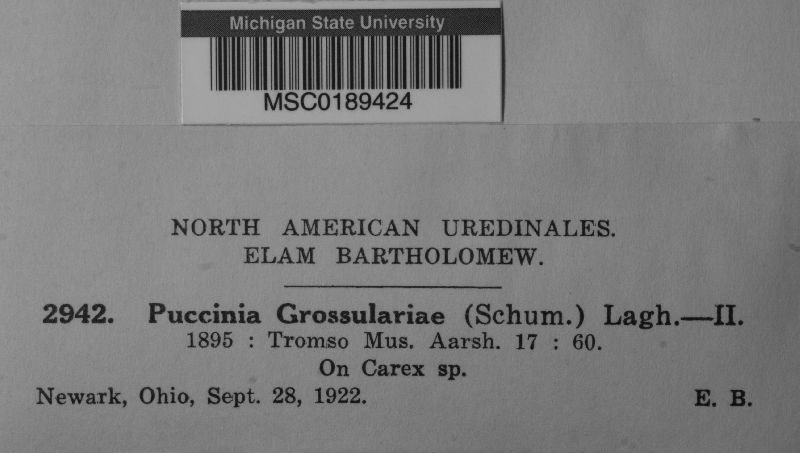 Michigan State University
MSC0189424
NORTH AMERICAN UREDINALES.
ELAM BARTHOLOMEW.
2942. Puccinia Grossulariae (Schum.) Lagh.—II.
1895 : Tromso Mus. Aarsh. 17 : 60.
On Carex sp.
Newark, Ohio, Sept. 28, 1922. E. B.